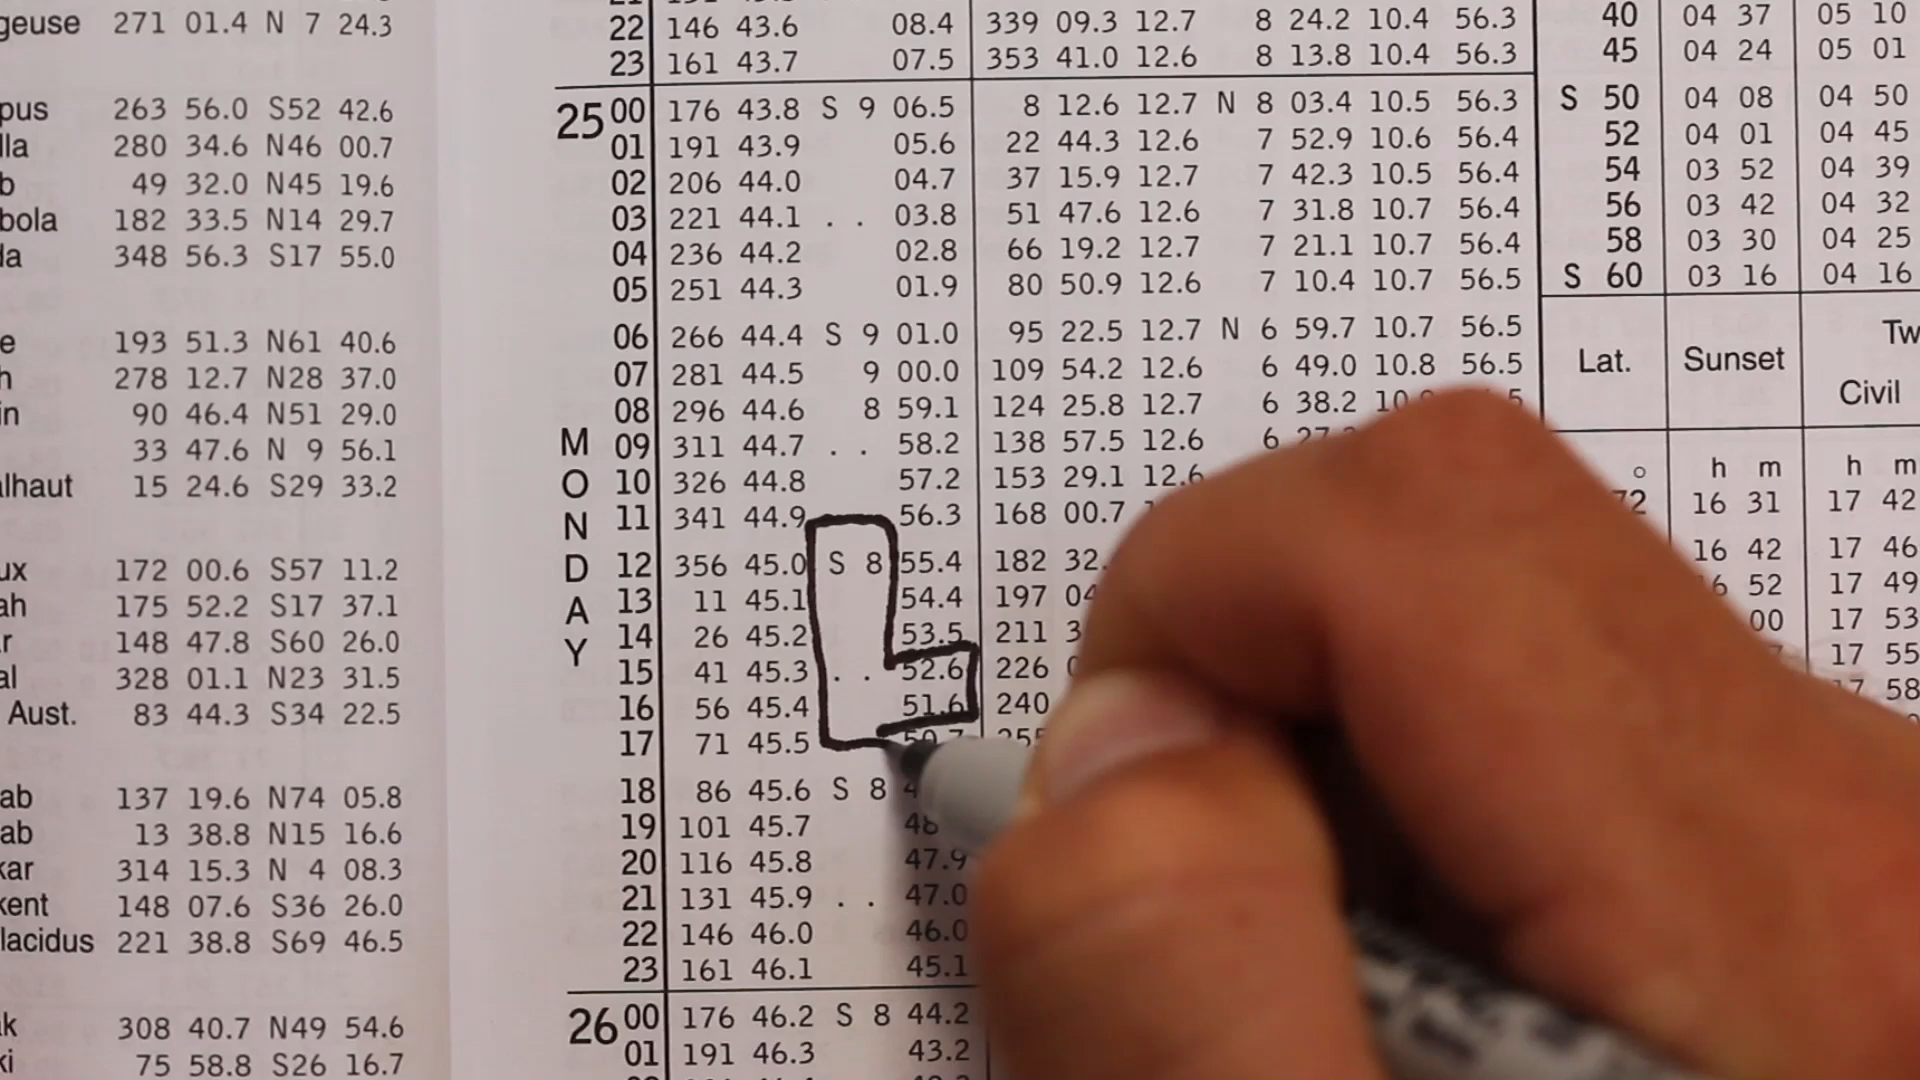 geuse 271 01.4 N 7 24.3
pus 263 56.0 S52 42.6
lla 280 34.6 N46 00.7
b 49 32.0 N45 19.6
bola 182 33.5 N14 29.7
da 348 56.3 S17 55.0
e 193 51.3 N61 40.6
h 278 12.7 N28 37.0
in 90 46.4 N51 29.0
33 47.6 N 9 56.1
alhaut 15 24.6 S29 33.2
ux 172 00.6 S57 11.2
ah 175 52.2 S17 37.1
r 148 47.8 S60 26.0
al 328 01.1 N23 31.5
Aust. 83 44.3 S34 22.5
ab 137 19.6 N74 05.8
ab 13 38.8 N15 16.6
kar 314 15.3 N 4 08.3
kent 148 07.6 S36 26.0
lacidus 221 38.8 S69 46.5
ak 308 40.7 N49 54.6
ki 75 58.8 S26 16.7
22 146 43.6 08.4 339 09.3 12.7 8 24.2 10.4 56.3
23 161 43.7 07.5 353 41.0 12.6 8 13.8 10.4 56.3
25 00 176 43.8 S 9 06.5 8 12.6 12.7 N 8 03.4 10.5 56.3
01 191 43.9 05.6 22 44.3 12.6 7 52.9 10.6 56.4
02 206 44.0 04.7 37 15.9 12.7 7 42.3 10.5 56.4
03 221 44.1 . . 03.8 51 47.6 12.6 7 31.8 10.7 56.4
04 236 44.2 02.8 66 19.2 12.7 7 21.1 10.7 56.4
05 251 44.3 01.9 80 50.9 12.6 7 10.4 10.7 56.5
06 266 44.4 S 9 01.0 95 22.5 12.7 N 6 59.7 10.7 56.5
07 281 44.5 9 00.0 109 54.2 12.6 6 49.0 10.8 56.5
08 296 44.6 8 59.1 124 25.8 12.7 6 38.2
MONDAY
09 311 44.7 . . 58.2 138 57.5 12.6 6
10 326 44.8 57.2 153 29.1 12.6
11 341 44.9 56.3 168 00.7
12 356 45.0 S 8 55.4 182 32.
13 11 45.1 54.4 197 04
14 26 45.2 53.5 211 3
15 41 45.3 . . 52.6 226 0
16 56 45.4 51.6 240
17 71 45.5 50.7 255
18 86 45.6 S 8
19 101 45.7 48
20 116 45.8 47.9
21 131 45.9 . . 47.0
22 146 46.0 46.0
23 161 46.1 45.1
26 00 176 46.2 S 8 44.2
01 191 46.3 43.2
40 04 37 05 10
45 04 24 05 01
S 50 04 08 04 50
52 04 01 04 45
54 03 52 04 39
56 03 42 04 32
58 03 30 04 25
S 60 03 16 04 16
Lat. Sunset Tw
Civil
° h m h m
72 16 31 17 42
16 42 17 46
16 52 17 49
00 17 53
17 55
17 58